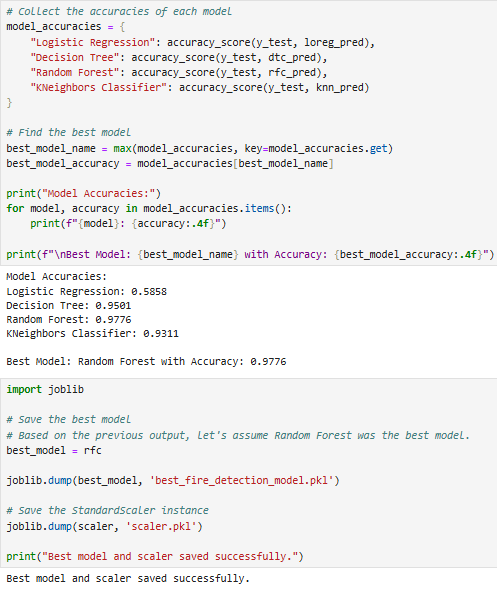 # Collect the accuracies of each model
model_accuracies = {
    "Logistic Regression": accuracy_score(y_test, loreg_pred),
    "Decision Tree": accuracy_score(y_test, dtc_pred),
    "Random Forest": accuracy_score(y_test, rfc_pred),
    "KNeighbors Classifier": accuracy_score(y_test, knn_pred)
}
# Find the best model
best_model_name = max(model_accuracies, key=model_accuracies.get)
best_model_accuracy = model_accuracies[best_model_name]
print("Model Accuracies:")
for model, accuracy in model_accuracies.items():
    print(f"{model}: {accuracy:.4f}")
print(f"\nBest Model: {best_model_name} with Accuracy: {best_model_accuracy:.4f}")
Model Accuracies:
Logistic Regression: 0.5858
Decision Tree: 0.9501
Random Forest: 0.9776
KNeighbors Classifier: 0.9311
Best Model: Random Forest with Accuracy: 0.9776
import joblib
# Save the best model
# Based on the previous output, let's assume Random Forest was the best model.
best_model = rfc
joblib.dump(best_model, 'best_fire_detection_model.pkl')
# Save the StandardScaler instance
joblib.dump(scaler, 'scaler.pkl')
print("Best model and scaler saved successfully.")
Best model and scaler saved successfully.